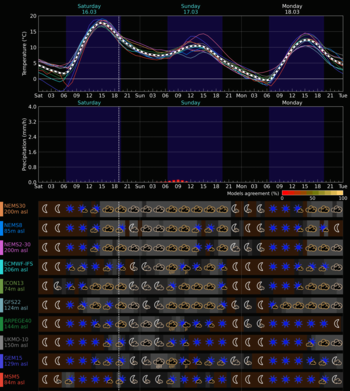 Saturday Sunday Monday
16.03 17.03 18.03
Temperature (°C)
20
15
10
5
0
Sat 03 06 09 12 15 18 21 Sun 03 06 09 12 15 18 21 Mon 03 06 09 12 15 18 21 Tue
Saturday Sunday Monday
Precipitation (mm/h)
4.0
3.2
2.4
1.6
0.8
0.0
Sat 03 06 09 12 15 18 21 Sun 03 06 09 12 15 18 21 Mon 03 06 09 12 15 18 21 Tue
Models agreement (%)
0 50 100
NEMS30
200m asl
NEMS8
85m asl
NEMS2-30
200m asl
ECMWF-IFS
206m asl
ICON13
74m asl
GFS22
124m asl
ARPEGE40
144m asl
UKMO-10
150m asl
GEM15
129m asl
MSM5
84m asl